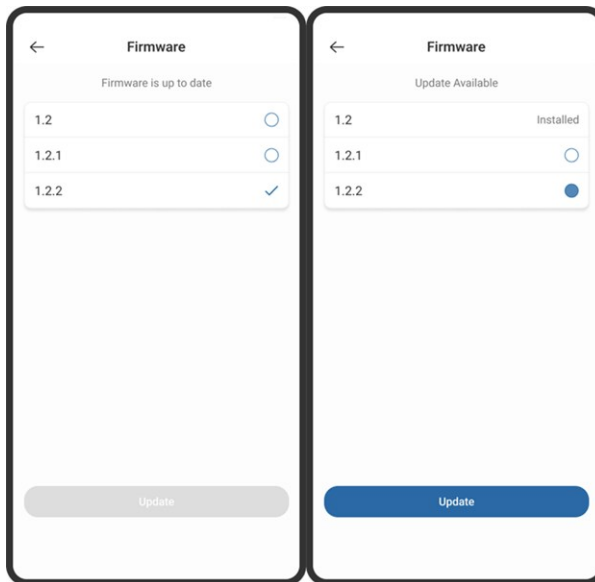 Firmware
Firmware is up to date
1.2
1.2.1
1.2.2
Update
Firmware
Update Available
1.2 Installed
1.2.1
1.2.2
Update